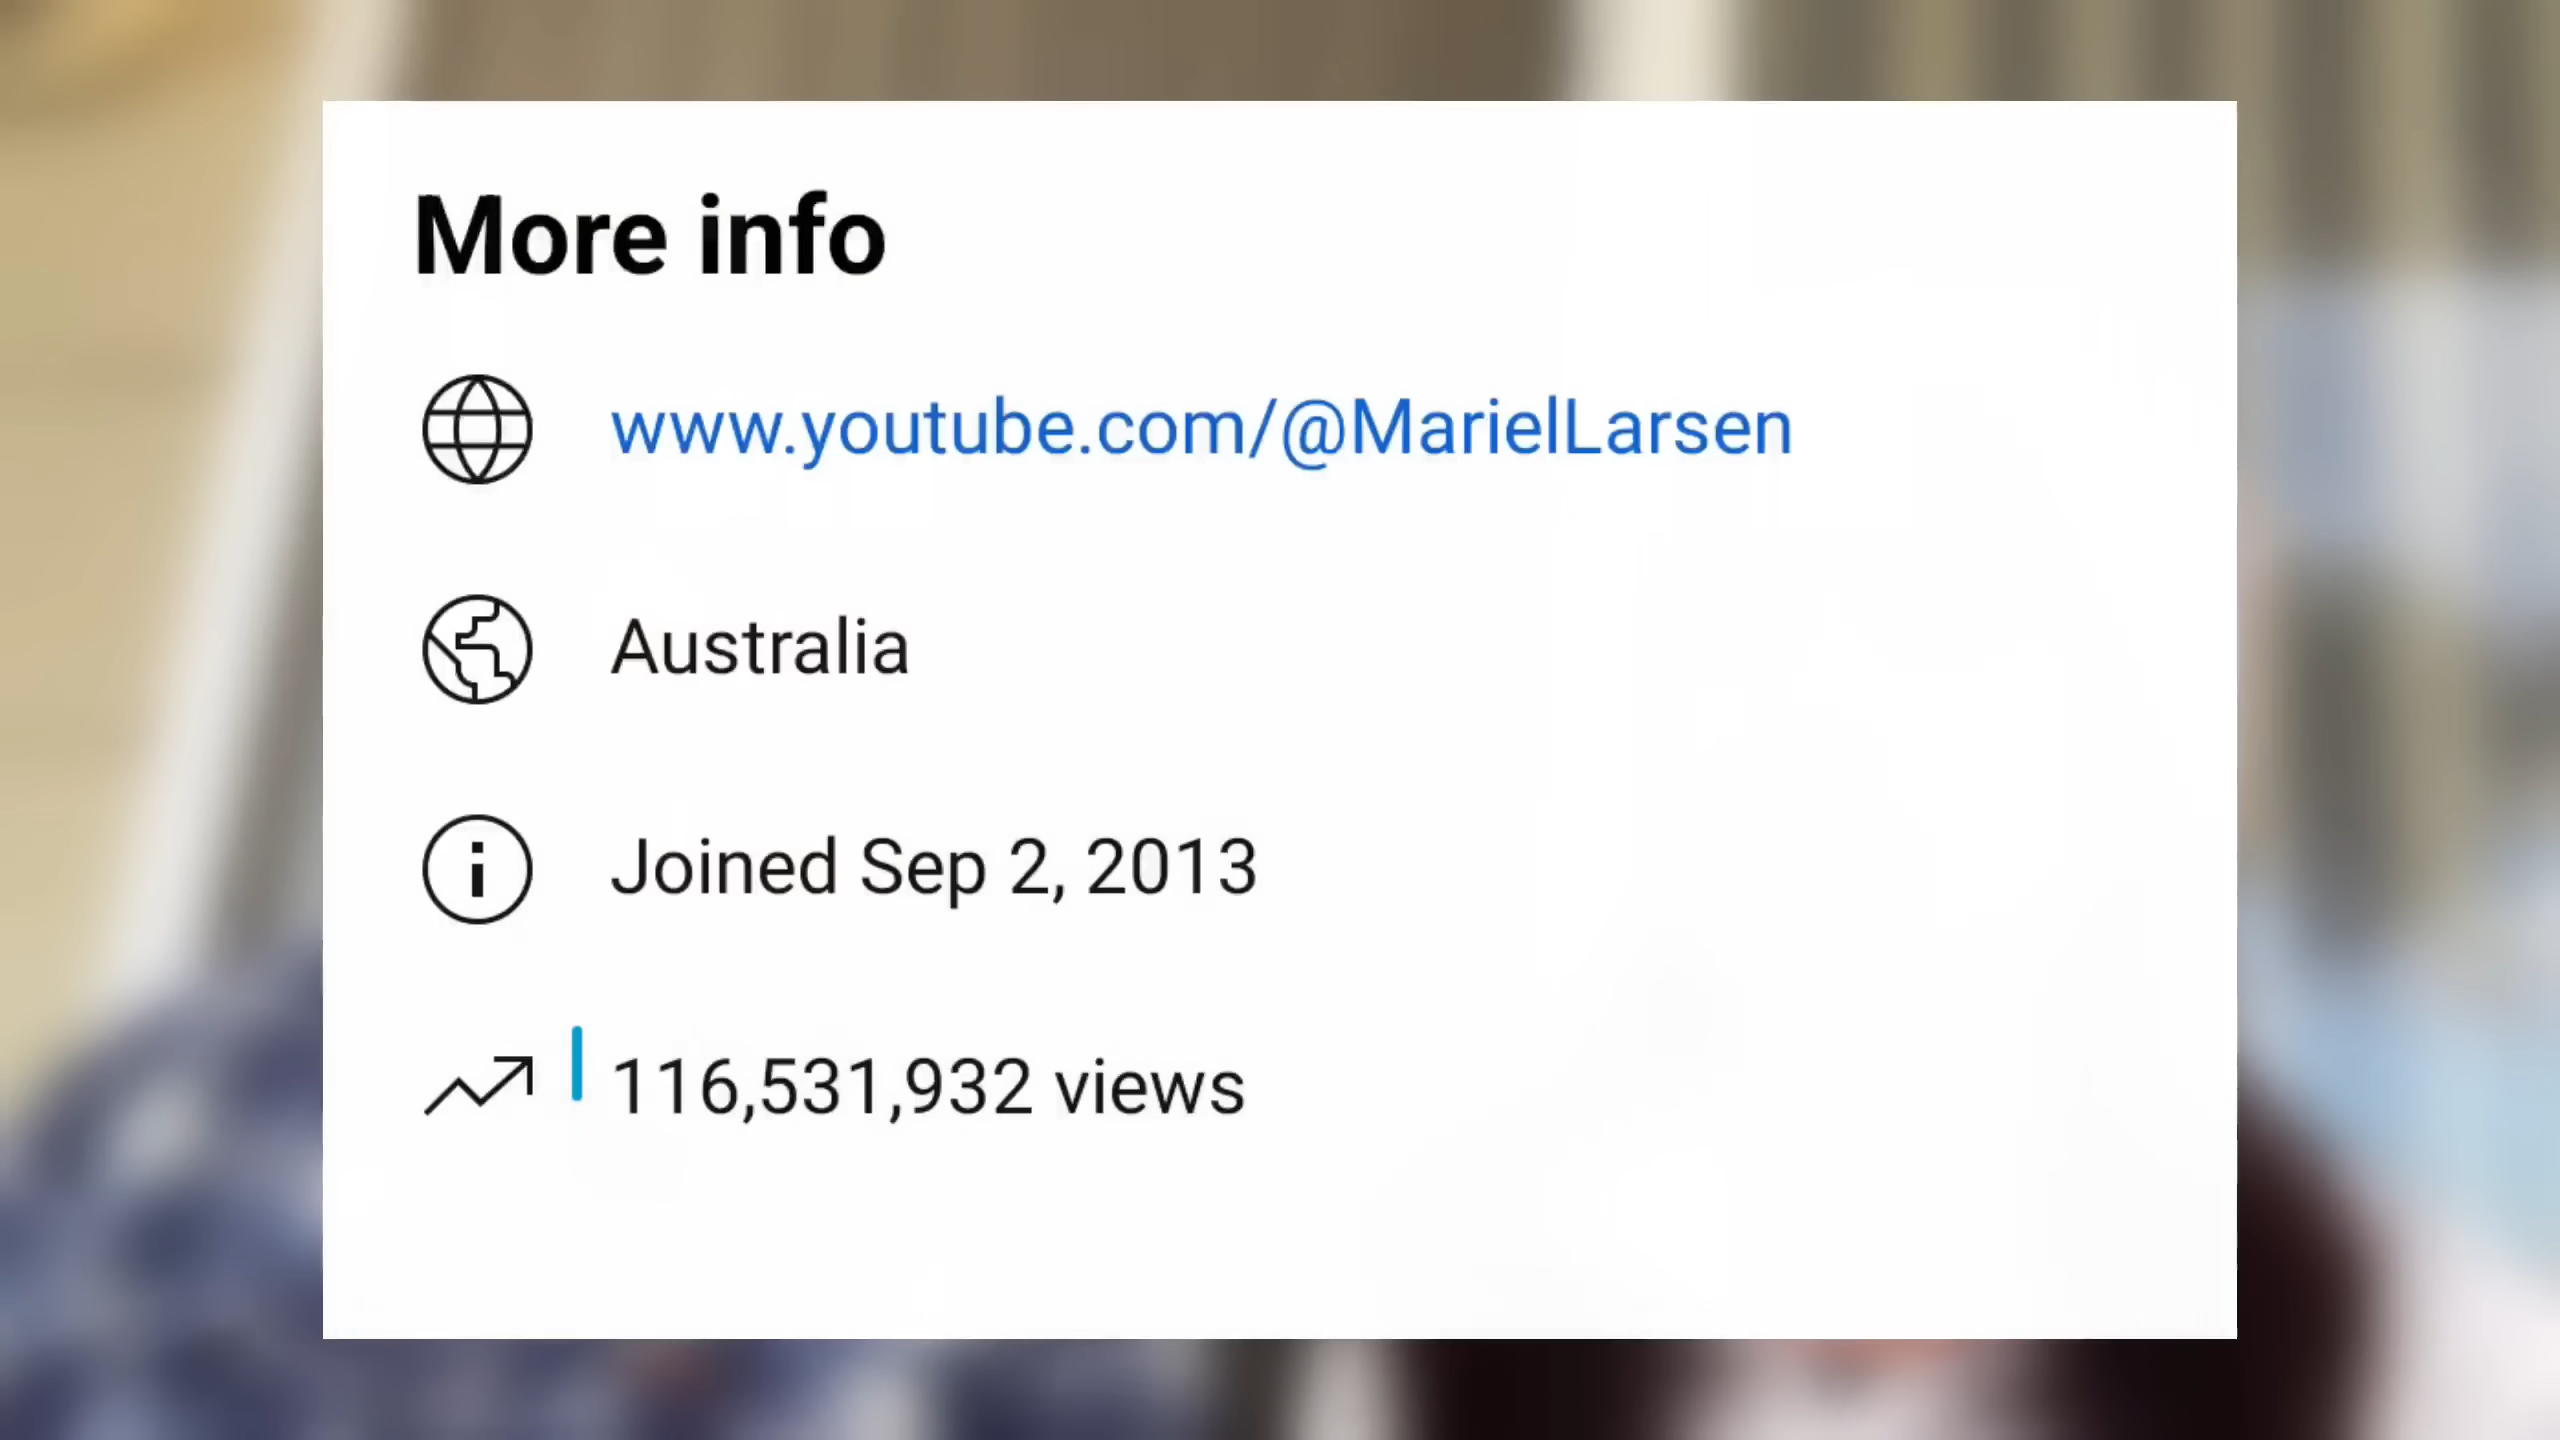 More info
www.youtube.com/@MarielLarsen
Australia
Joined Sep 2, 2013
116,531,932 views